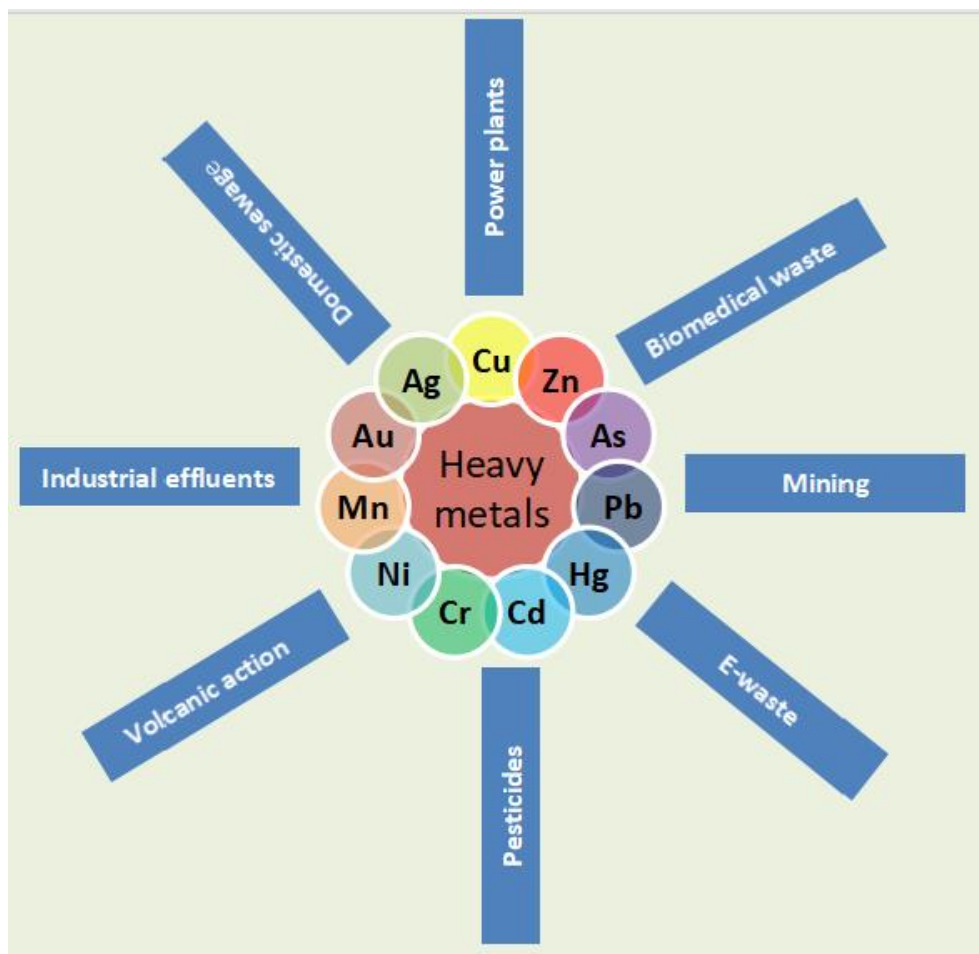 Power plants
Domestic sewage
Biomedical waste
Cu
Ag
Zn
Au
As
Heavy
metals
Industrial effluents
Mining
Mn
Pb
Ni
Hg
Cr
Cd
Volcanic action
E-waste
Pesticides